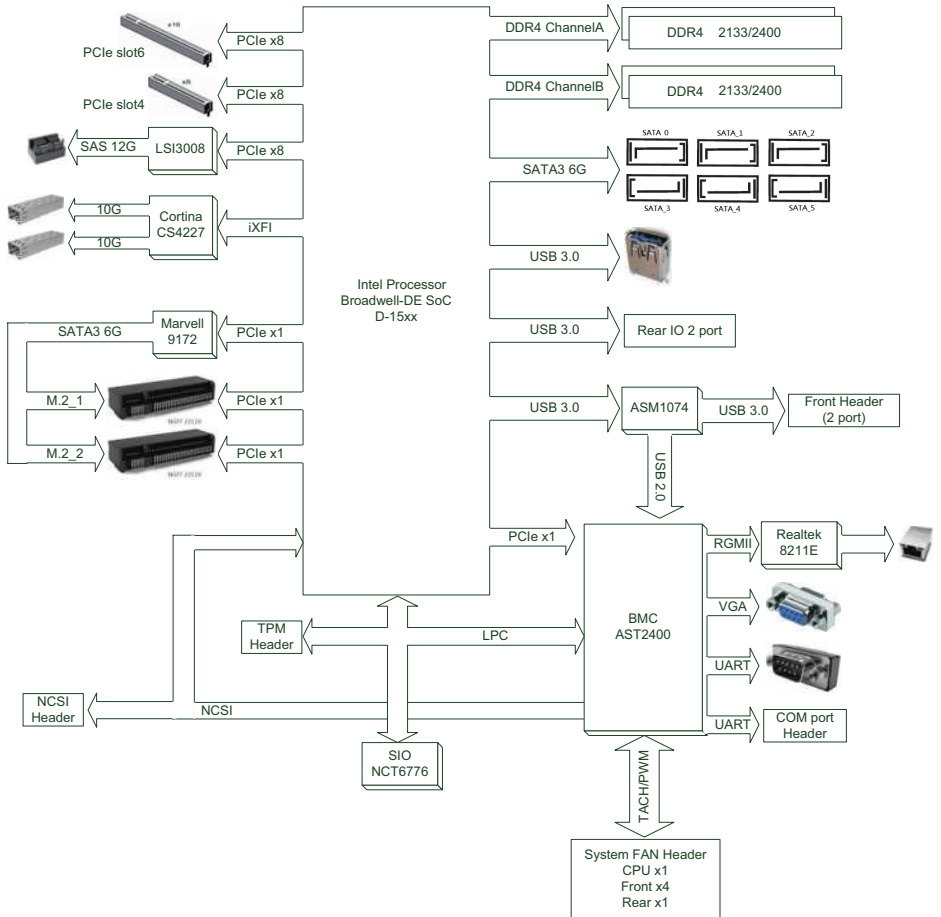 x16
PCIe slot6
PCIe x8
x8
PCIe slot4
PCIe x8
SAS 12G
LSI3008
PCIe x8
10G
10G
Cortina
CS4227
iXFI
SATA3 6G
Marvell
9172
PCIe x1
M.2_1
PCIe x1
M.2_2
PCIe x1
Intel Processor
Broadwell-DE SoC
D-15xx
DDR4 ChannelA
DDR4 2133/2400
DDR4 ChannelB
DDR4 2133/2400
SATA3 6G
SATA 0
SATA_1
SATA_2
SATA_3
SATA_4
SATA_5
USB 3.0
USB 3.0
Rear IO 2 port
USB 3.0
ASM1074
USB 3.0
Front Header
(2 port)
USB 2.0
PCIe x1
BMC
AST2400
RGMII
Realtek
8211E
VGA
UART
UART
COM port
Header
TPM
Header
LPC
NCSI
Header
NCSI
SIO
NCT6776
TACH/PWM
System FAN Header
CPU x1
Front x4
Rear x1